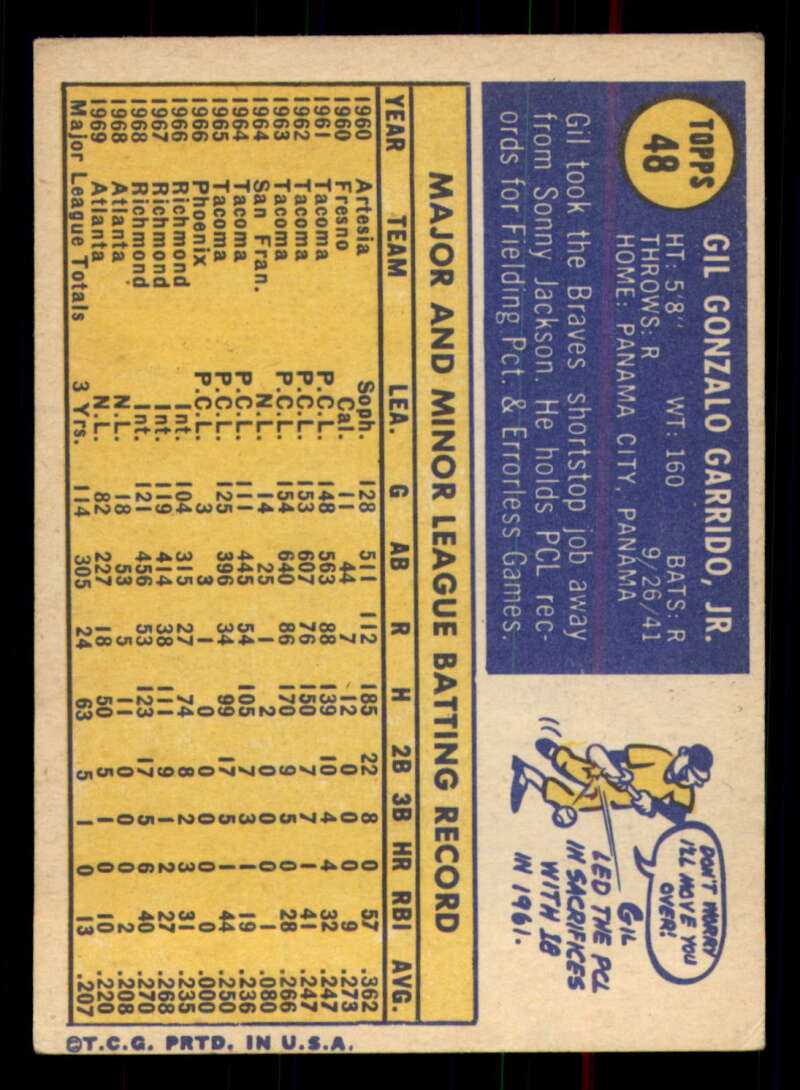 TOPPS
48
GIL GONZALO GARRIDO, JR.
HT: 5'8" WT: 160 BATS: R
THROWS: R 9/26/41
HOME: PANAMA CITY, PANAMA
Gil took the Braves shortstop job away
from Sonny Jackson. He holds PCL rec-
ords for Fielding Pct. & Errorless Games.
DON'T WORRY
I'LL MOVE YOU
OVER!
GIL
LED THE PCL
IN SACRIFICES
WITH 18
IN 1961.
MAJOR AND MINOR LEAGUE BATTING RECORD
YEAR TEAM LEA. G AB R H 2B 3B HR RBI AVG.
1960 Artesia Soph. 128 511 112 185 22 8 0 57 .362
1960 Fresno Cal. 11 44 7 12 0 0 0 9 .273
1961 Tacoma P.C.L. 148 563 88 139 10 4 4 32 .247
1962 Tacoma P.C.L. 153 607 76 150 7 7 1 41 .247
1963 Tacoma P.C.L. 154 640 86 170 9 5 0 28 .266
1964 San Fran. N.L. 14 25 1 2 0 0 0 1 .080
1964 Tacoma P.C.L. 111 445 54 105 7 3 1 19 .236
1965 Tacoma P.C.L. 125 396 34 99 17 5 1 44 .250
1966 Phoenix P.C.L. 3 3 1 0 0 0 0 0 .000
1966 Richmond Int. 104 315 27 74 8 2 3 31 .235
1967 Richmond Int. 119 414 38 111 9 1 2 27 .268
1968 Richmond Int. 121 456 53 123 17 5 6 40 .270
1968 Atlanta N.L. 18 53 5 11 0 0 0 2 .208
1969 Atlanta N.L. 82 227 18 50 5 1 0 10 .220
Major League Totals 3 Yrs. 114 305 24 63 5 1 0 13 .207
©T.C.G. PRTD. IN U.S.A.